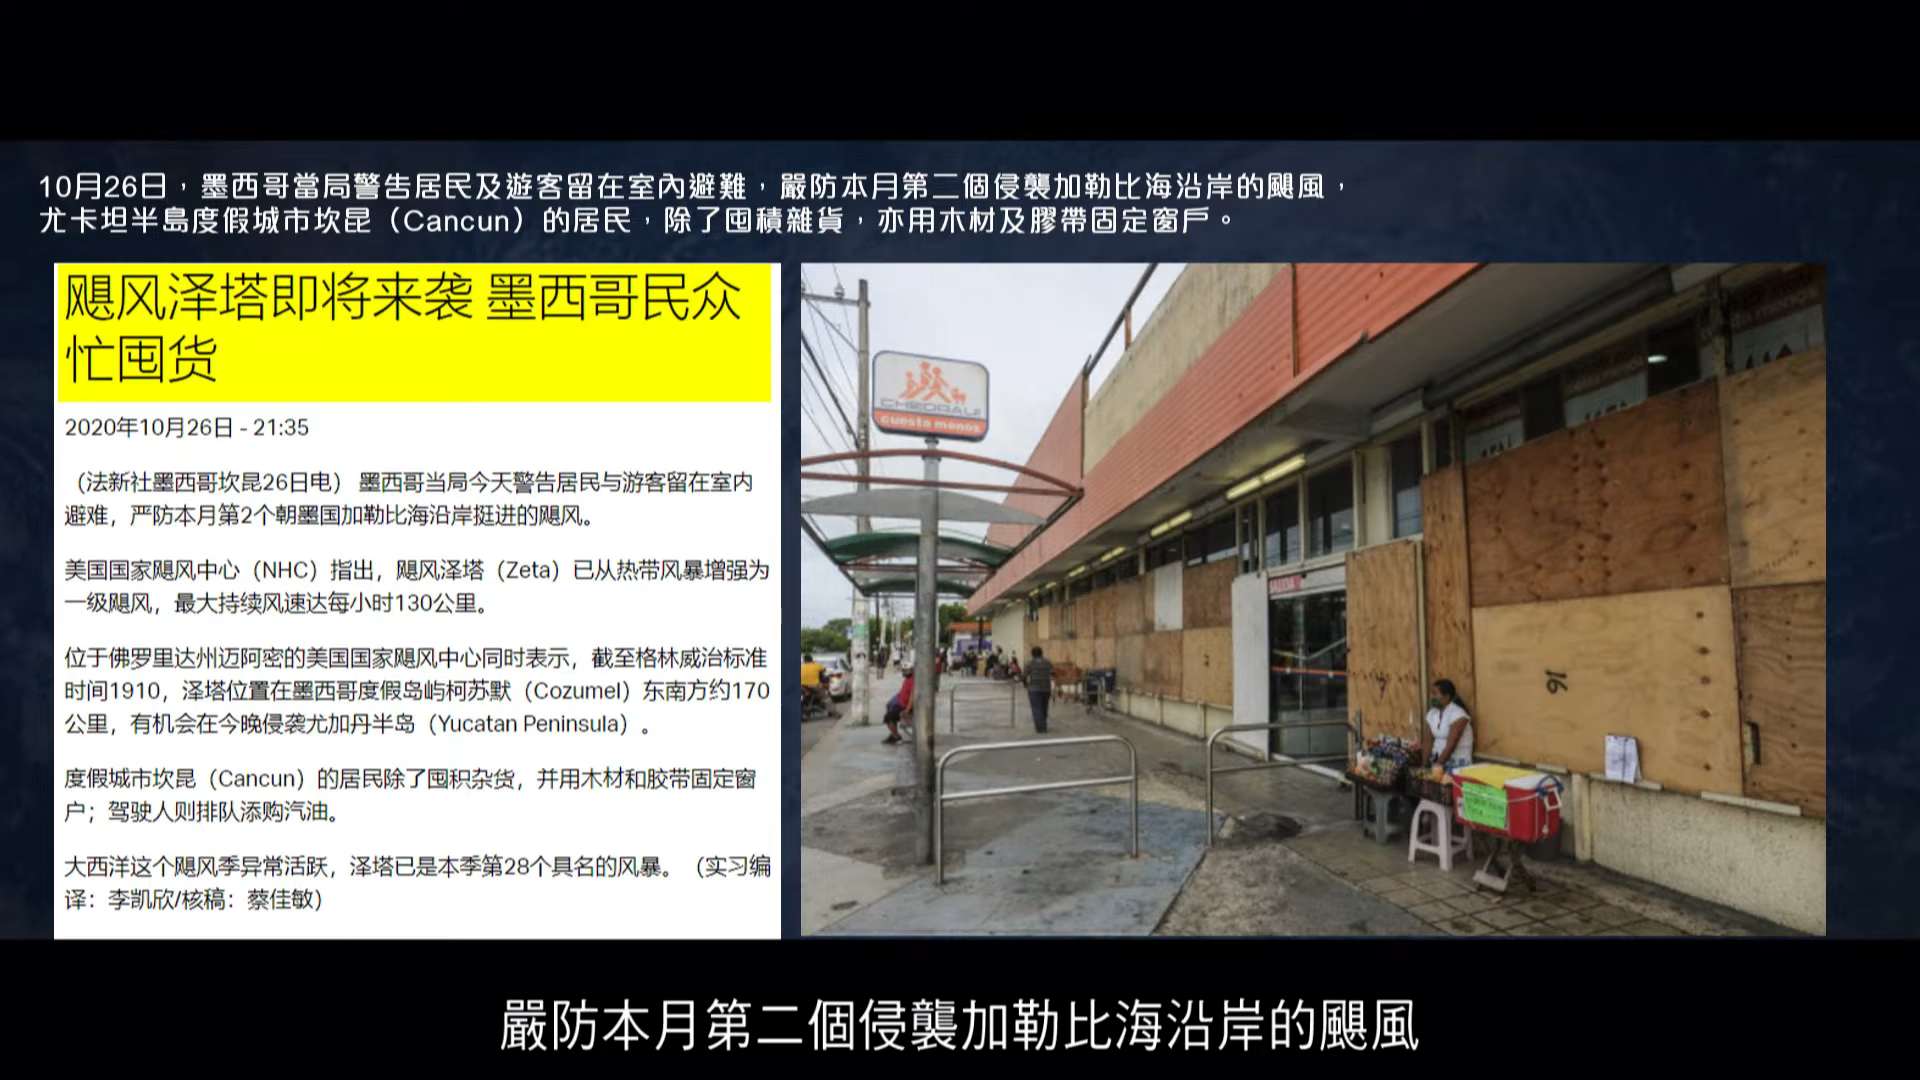 10月26日，墨西哥當局警告居民及遊客留在室內避難，嚴防本月第二個侵襲加勒比海沿岸的颶風，
尤卡坦半島度假城市坎昆（Cancun）的居民，除了囤積雜貨，亦用木材及膠帶固定窗戶。
飓风泽塔即将来袭 墨西哥民众
忙囤货
2020年10月26日 - 21:35
（法新社墨西哥坎昆26日电） 墨西哥当局今天警告居民与游客留在室内
避难，严防本月第2个朝墨国加勒比海沿岸挺进的飓风。
美国国家飓风中心（NHC）指出，飓风泽塔（Zeta）已从热带风暴增强为
一级飓风，最大持续风速达每小时130公里。
位于佛罗里达州迈阿密的美国国家飓风中心同时表示，截至格林威治标准
时间1910，泽塔位置在墨西哥度假岛屿柯苏默（Cozumel）东南方约170
公里，有机会在今晚侵袭尤加丹半岛（Yucatan Peninsula）。
度假城市坎昆（Cancun）的居民除了囤积杂货，并用木材和胶带固定窗
户；驾驶人则排队添购汽油。
大西洋这个飓风季异常活跃，泽塔已是本季第28个具名的风暴。（实习编
译：李凯欣/核稿：蔡佳敏）
CHEDRAUI
cuesta menos
16
嚴防本月第二個侵襲加勒比海沿岸的颶風